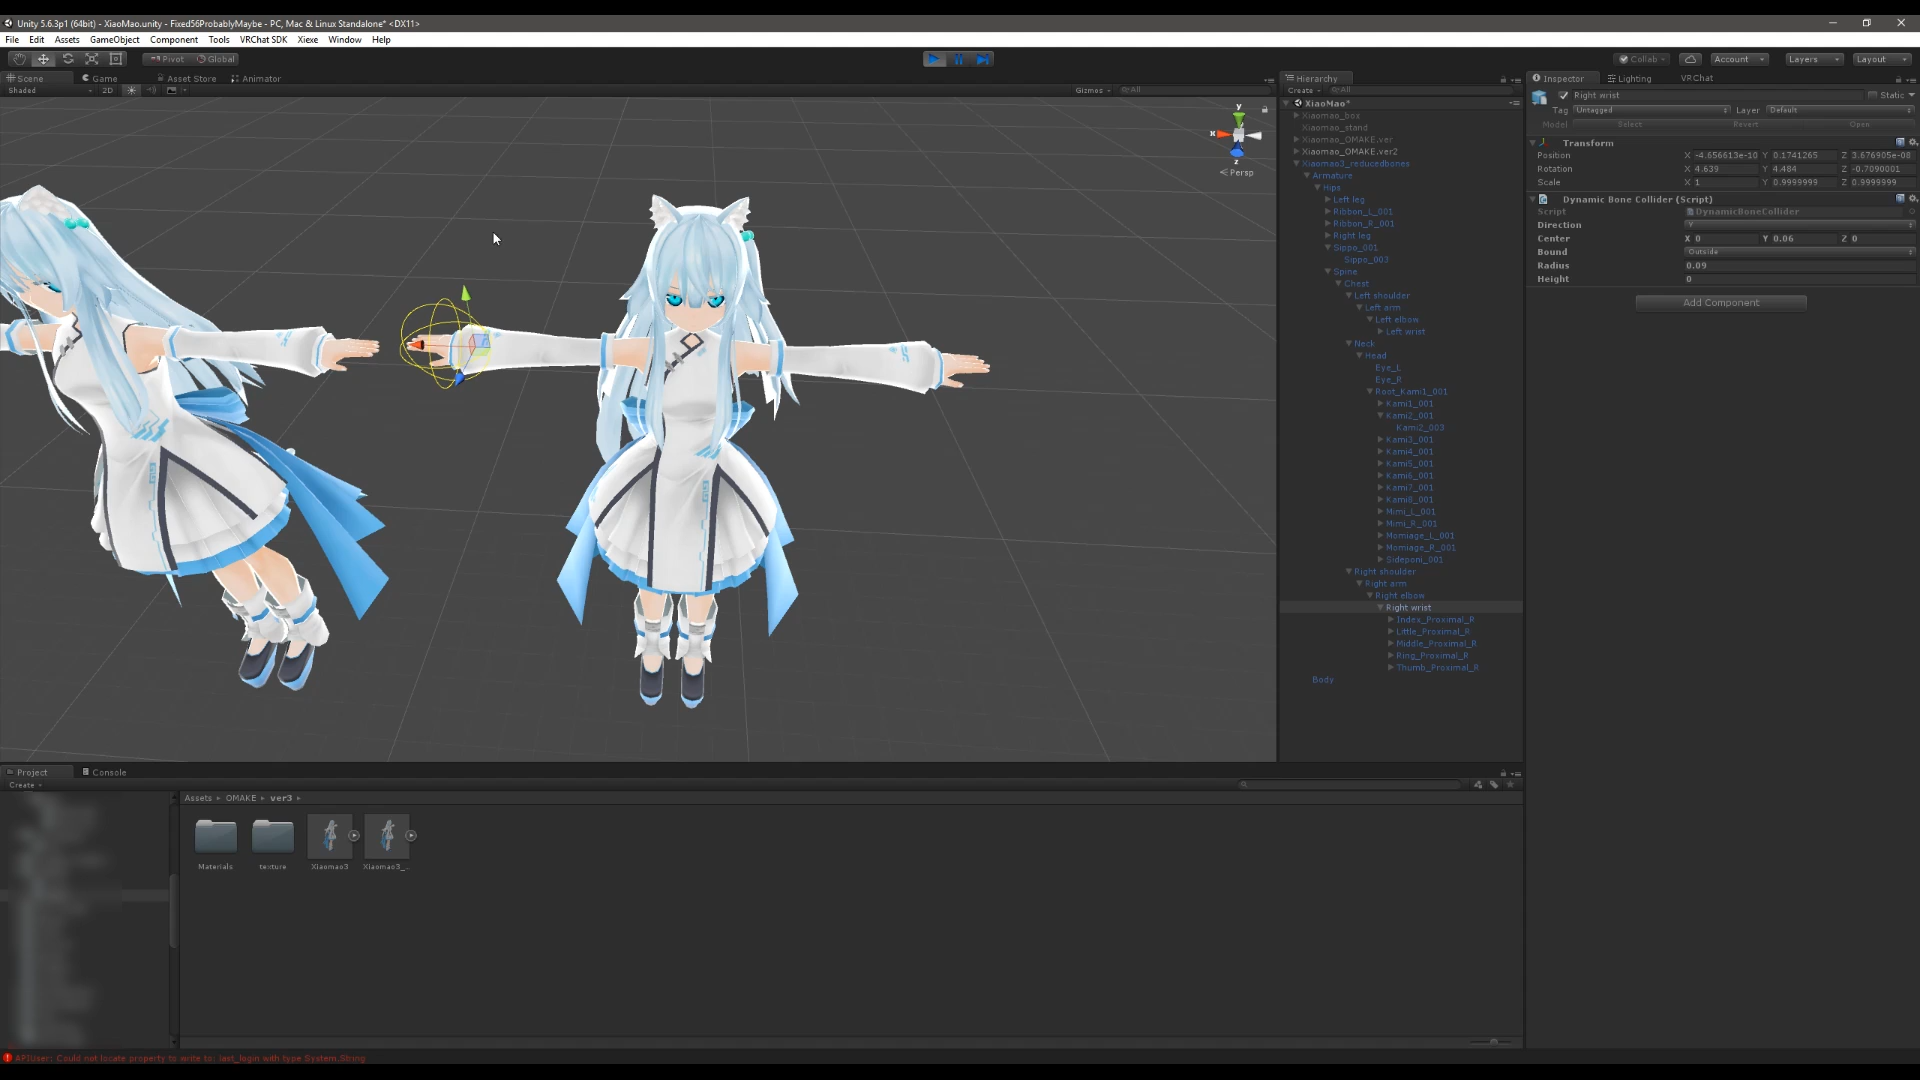 Unity 5.6.3p1 (64bit) - XiaoMao.unity - Fixed56ProbablyMaybe - PC, Mac & Linux Standalone* <DX11>
File Edit Assets GameObject Component Tools VRChat SDK Xiexe Window Help
Pivot Global
Collab Account Layers Layout
Scene Game Asset Store Animator
Shaded 2D Gizmos All
y
x
z
Persp
Hierarchy
Create All
XiaoMao*
Xiaomao_box
Xiaomao_stand
Xiaomao_OMAKE.ver
Xiaomao_OMAKE.ver2
Xiaomao3_reducedbones
Armature
Hips
Left leg
Ribbon_L_001
Ribbon_R_001
Right leg
Sippo_001
Sippo_003
Spine
Chest
Left shoulder
Left arm
Left elbow
Left wrist
Neck
Head
Eye_L
Eye_R
Root_Kami1_001
Kami1_001
Kami2_001
Kami2_003
Kami3_001
Kami4_001
Kami5_001
Kami6_001
Kami7_001
Kami8_001
Mimi_L_001
Mimi_R_001
Momiage_L_001
Momiage_R_001
Sideponi_001
Right shoulder
Right arm
Right elbow
Right wrist
Index_Proximal_R
Little_Proximal_R
Middle_Proximal_R
Ring_Proximal_R
Thumb_Proximal_R
Body
Inspector Lighting VRChat
Right wrist Static
Tag Untagged Layer Default
Model Select Revert Open
Transform
Position X -4.656613e-10 Y 0.1741265 Z 3.676905e-08
Rotation X 4.639 Y 4.484 Z -0.7090001
Scale X 1 Y 0.9999999 Z 0.9999999
Dynamic Bone Collider (Script)
Script DynamicBoneCollider
Direction Y
Center X 0 Y 0.06 Z 0
Bound Outside
Radius 0.09
Height 0
Add Component
Project Console
Create
Assets OMAKE ver3
Materials texture Xiaomao3 Xiaomao3_...
APIUser: Could not locate property to write to: last_login with type System.String